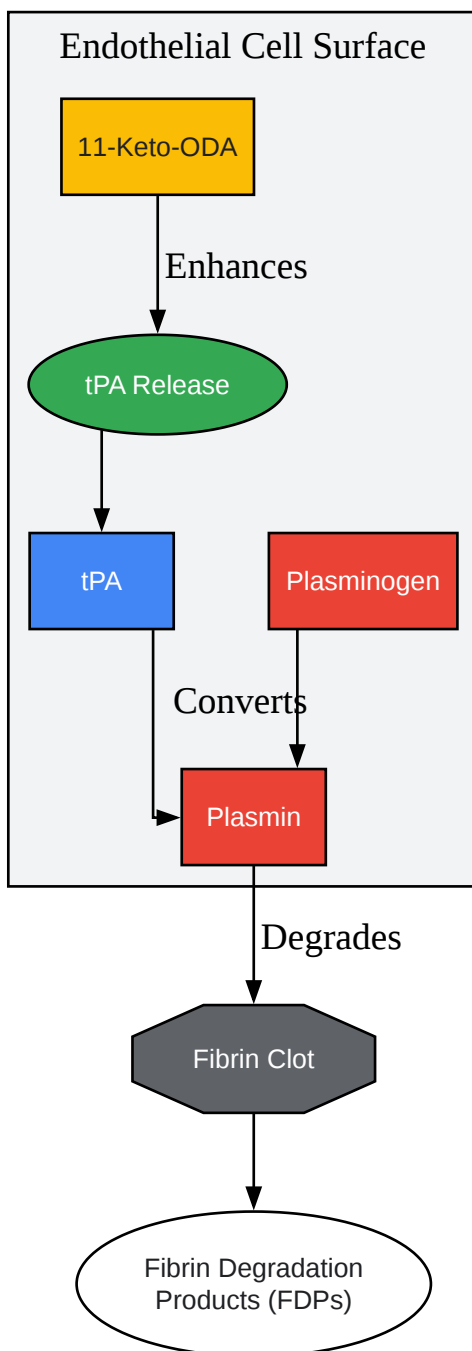 Endothelial Cell Surface
11-Keto-ODA
Enhances
tPA Release
tPA
Plasminogen
Converts
Plasmin
Degrades
Fibrin Clot
Fibrin Degradation
Products (FDPs)